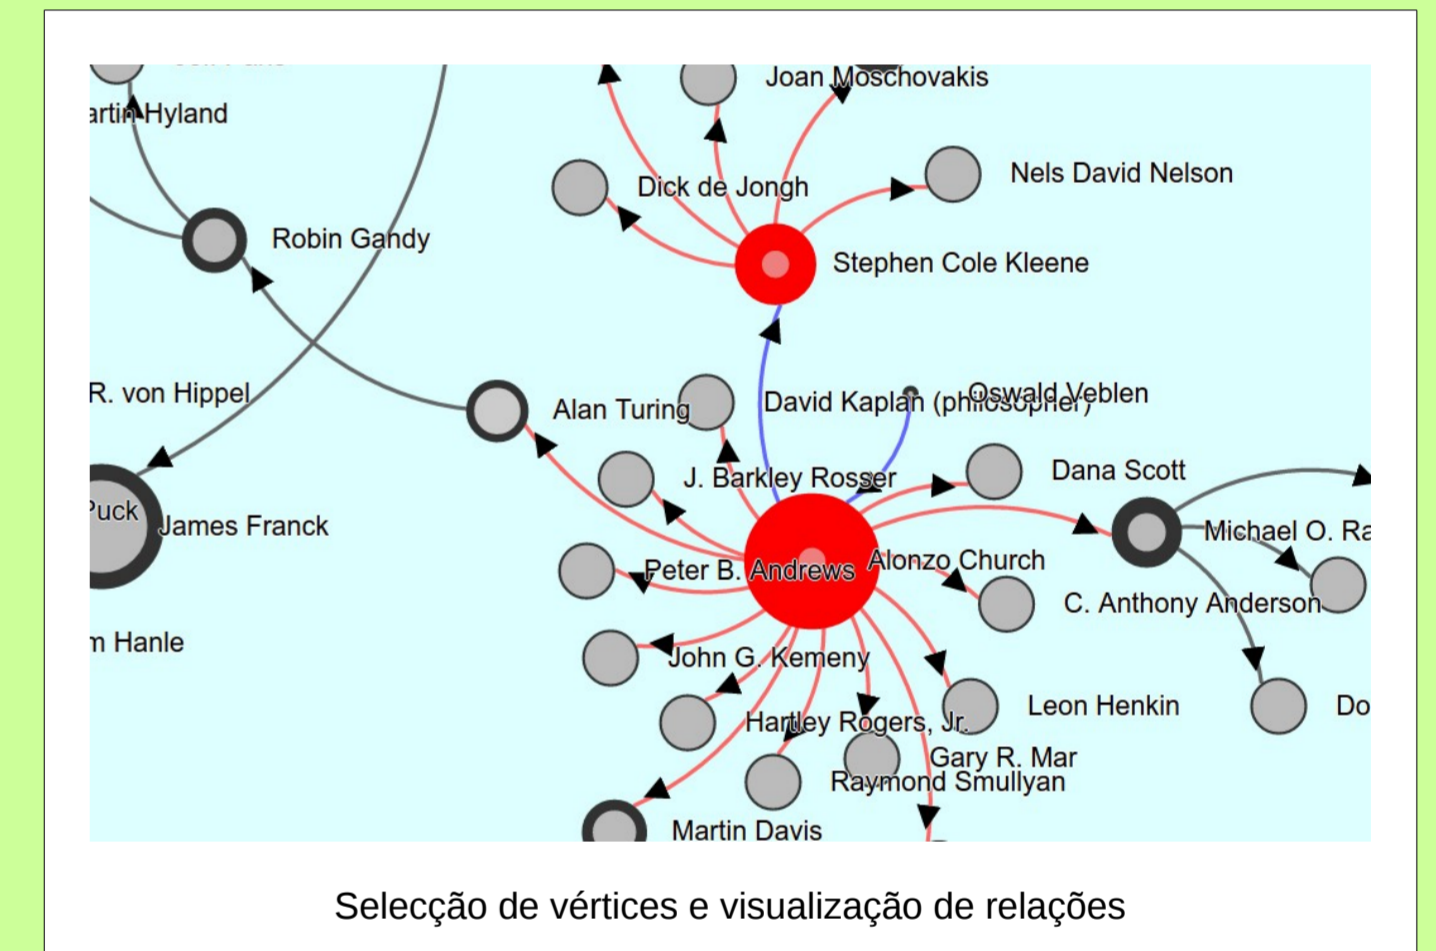 Joan Moschovakis
artin Hyland
Nels David Nelson
Dick de Jongh
Robin Gandy
Stephen Cole Kleene
R. von Hippel
Oswald Veblen
David Kaplan (philosopher)
Alan Turing
Dana Scott
J. Barkley Rosser
Puck
James Franck
Michael O. Ra
Alonzo Church
Peter B. Andrews
C. Anthony Anderson
m Hanle
John G. Kemeny
Leon Henkin
Do
Hartley Rogers, Jr.
Gary R. Mar
Raymond Smullyan
Martin Davis
Selecção de vértices e visualização de relações